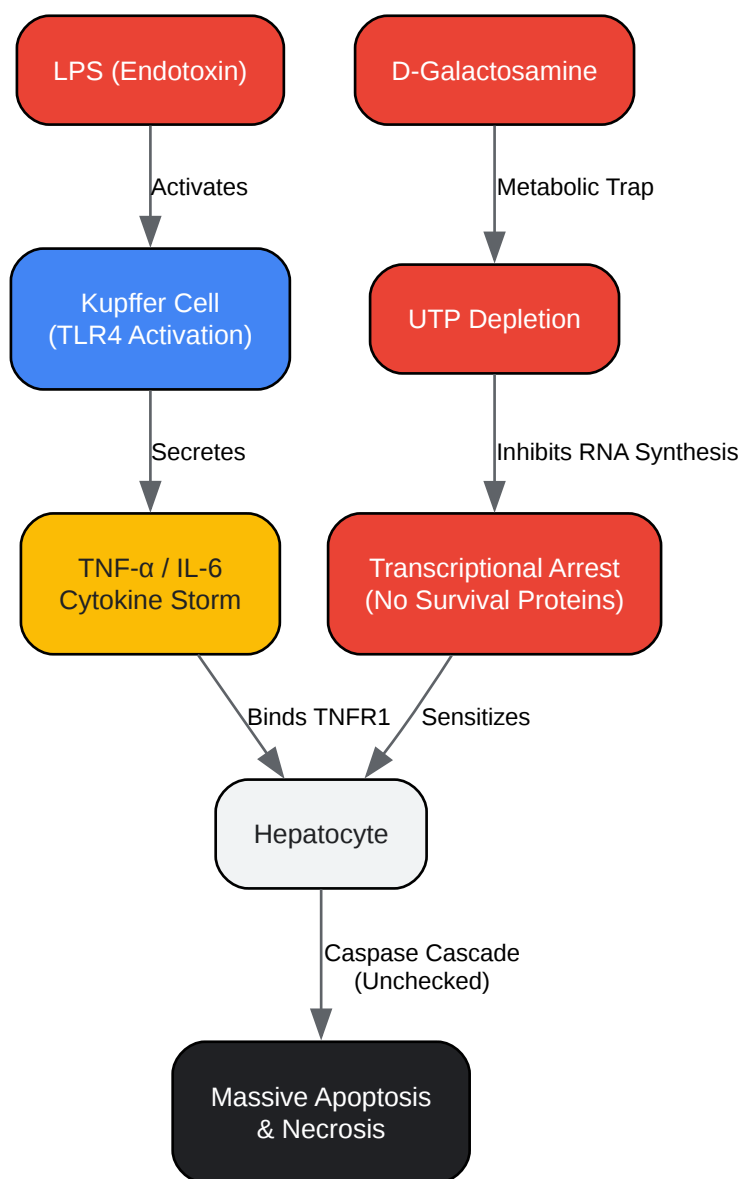 LPS (Endotoxin)
D-Galactosamine
Activates
Metabolic Trap
Kupffer Cell
(TLR4 Activation)
UTP Depletion
Secretes
Inhibits RNA Synthesis
TNF-α / IL-6
Cytokine Storm
Transcriptional Arrest
(No Survival Proteins)
Binds TNFR1
Sensitizes
Hepatocyte
Caspase Cascade
(Unchecked)
Massive Apoptosis
& Necrosis